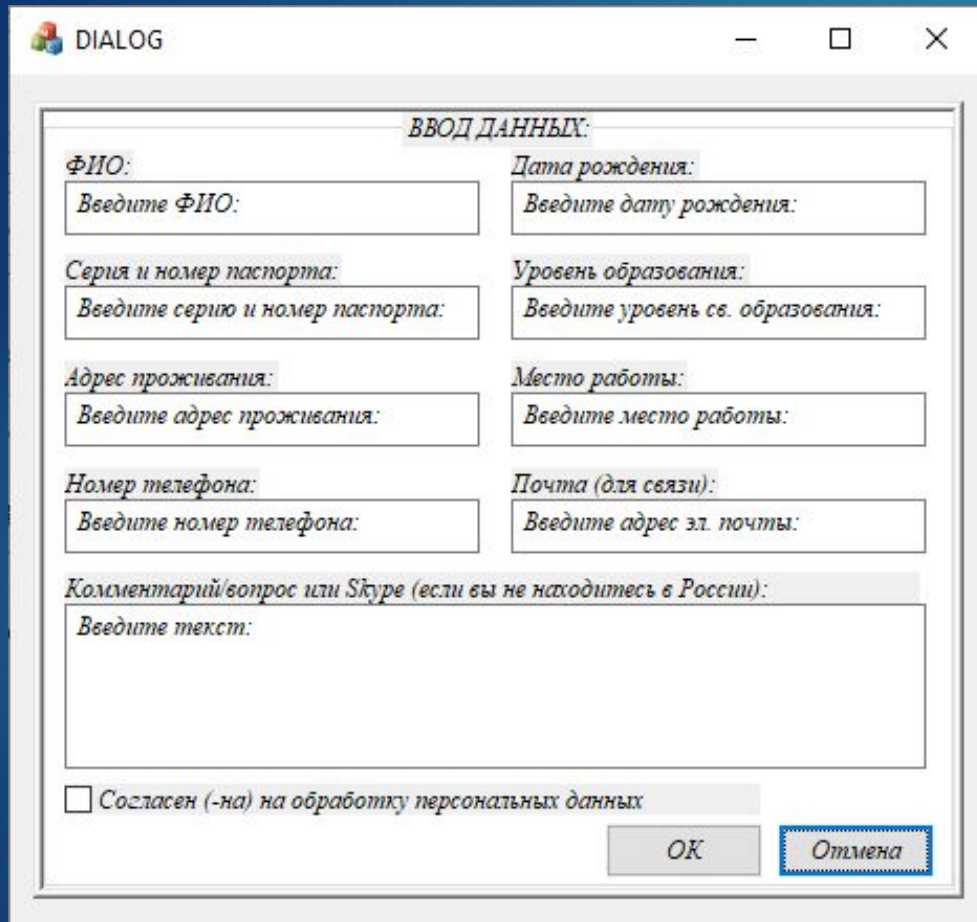 DIALOG
ВВОД ДАННЫХ:
ФИО:
Введите ФИО:
Дата рождения:
Введите дату рождения:
Серия и номер паспорта:
Введите серию и номер паспорта:
Уровень образования:
Введите уровень св. образования:
Адрес проживания:
Введите адрес проживания:
Место работы:
Введите место работы:
Номер телефона:
Введите номер телефона:
Почта (для связи):
Введите адрес эл. почты:
Комментарий/вопрос или Skype (если вы не находитесь в России):
Введите текст:
Согласен (-на) на обработку персональных данных
ОК
Отмена